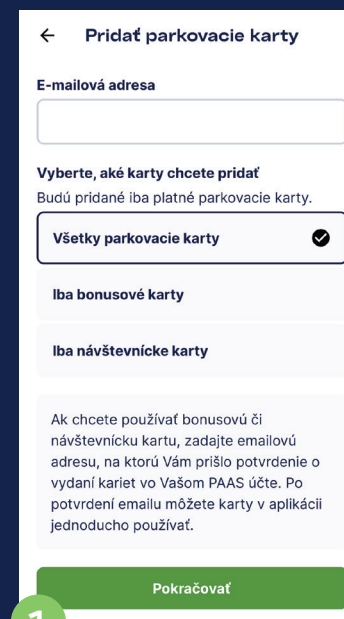 Pridať parkovacie karty
E-mailová adresa
Vyberte, aké karty chcete pridať
Budú pridané iba platné parkovacie karty.
Všetky parkovacie karty
Iba bonusové karty
Iba návštevnícke karty
Ak chcete používať bonusovú či
návštevnícku kartu, zadajte emailovú
adresu, na ktorú Vám prišlo potvrdenie o
vydaní kariet vo Vašom PAAS účte. Po
potvrdení emailu môžete karty v aplikácii
jednoducho používať.
Pokračovať